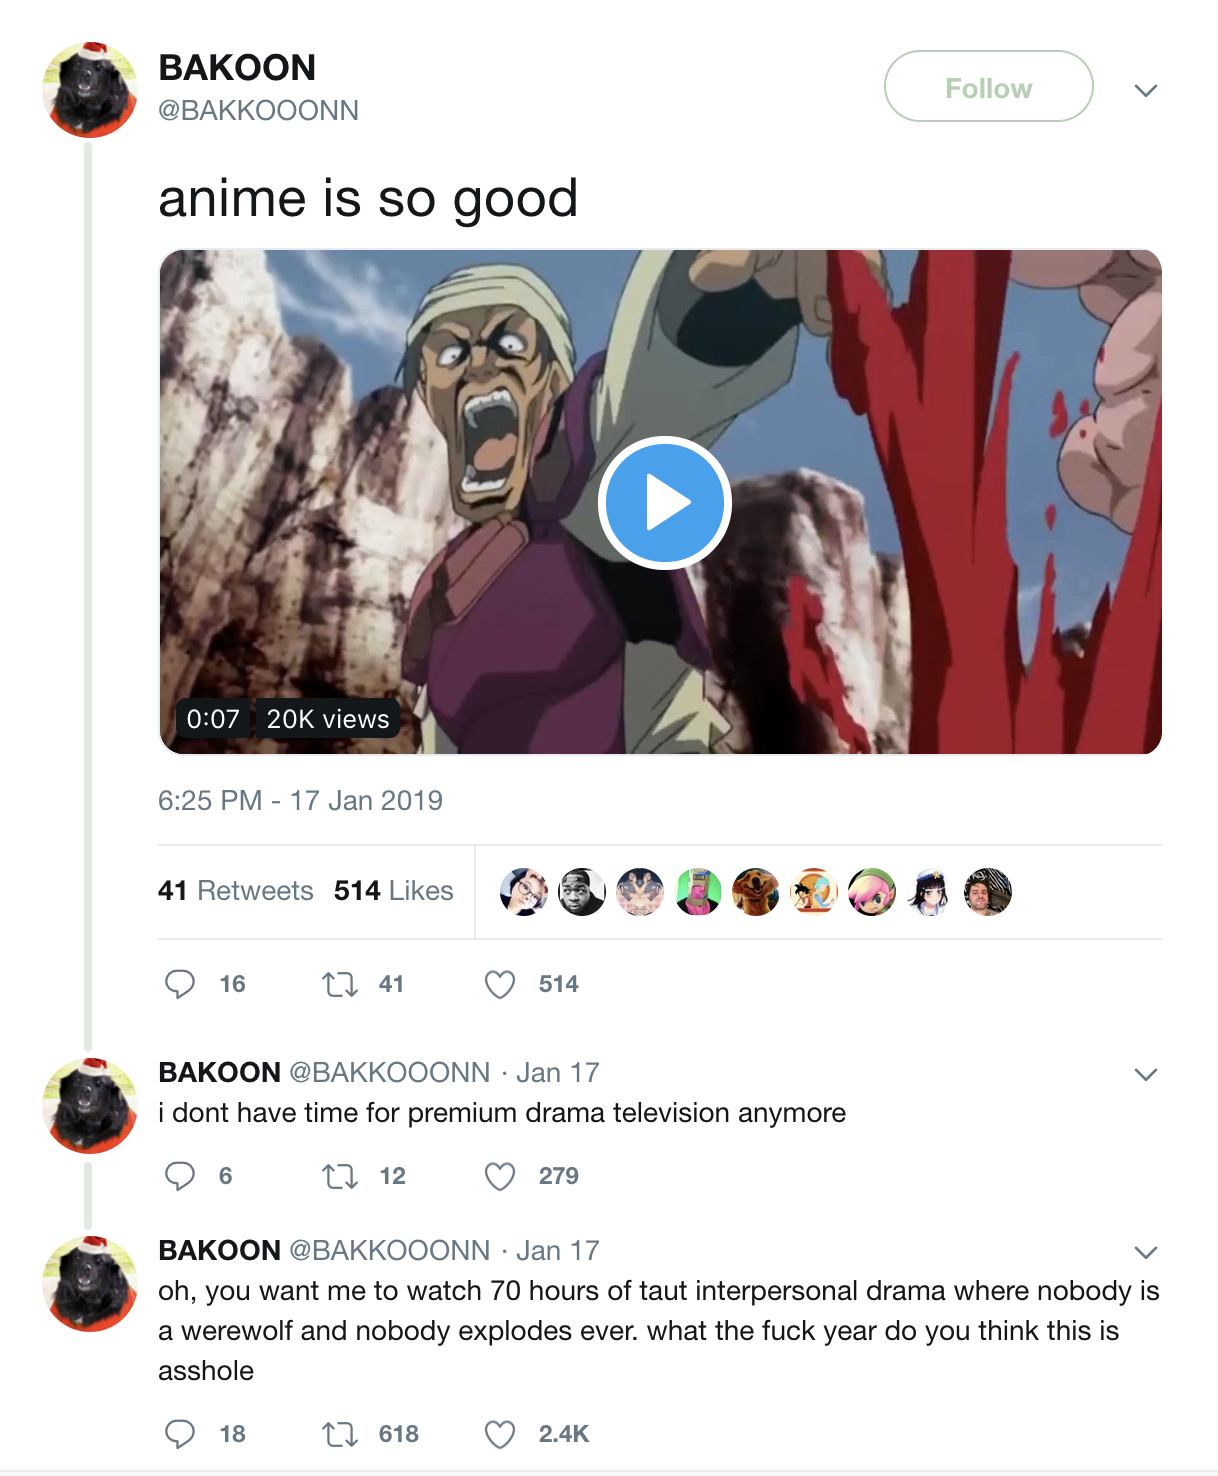 BAKOON
@BAKKOOONN
Follow
anime is so good
0:07 20K views
6:25 PM - 17 Jan 2019
41 Retweets 514 Likes
16 41 514
BAKOON @BAKKOOONN · Jan 17
i dont have time for premium drama television anymore
6 12 279
BAKOON @BAKKOOONN · Jan 17
oh, you want me to watch 70 hours of taut interpersonal drama where nobody is
a werewolf and nobody explodes ever. what the fuck year do you think this is
asshole
18 618 2.4K